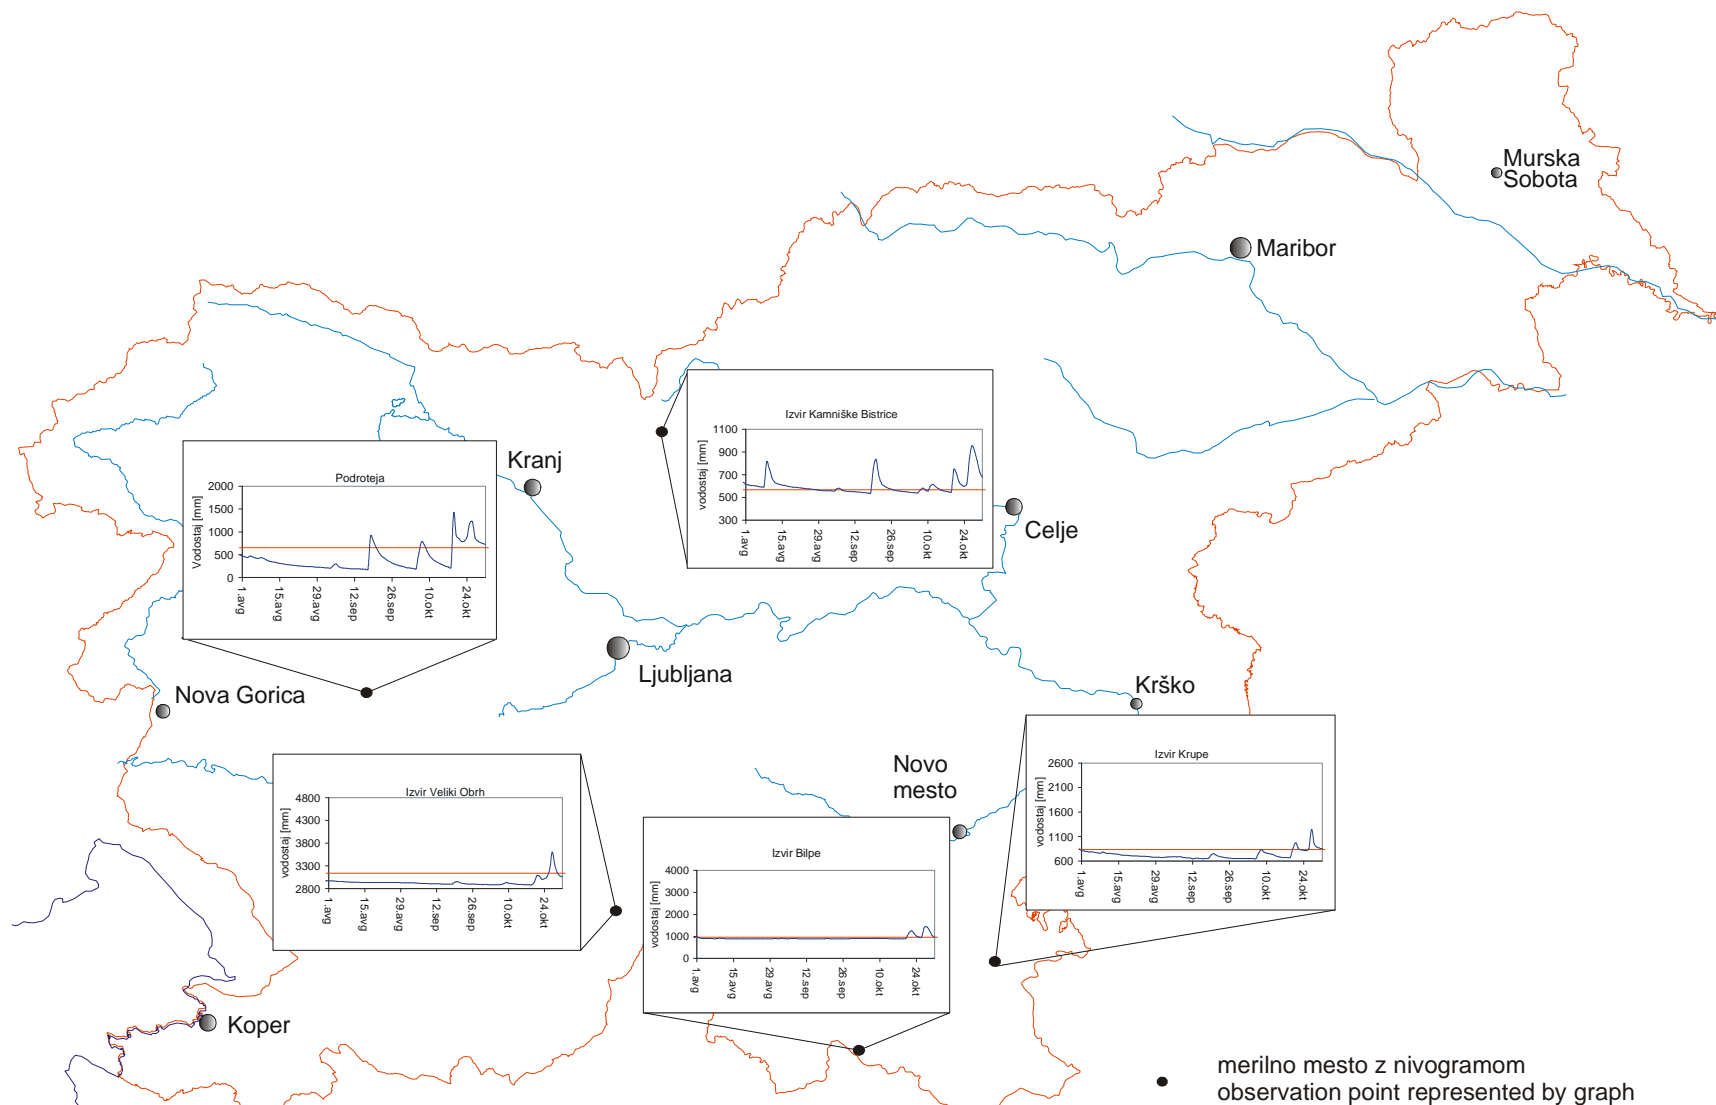 Murska
Sobota
Maribor
Izvir Kamniške Bistrice
vodostaj [mm]
1100
900
700
500
300
1.avg
15.avg
29.avg
12.sep
26.sep
10.okt
24.okt
Kranj
Podroteja
Vodostaj [mm]
2000
1500
1000
500
0
1.avg
15.avg
29.avg
12.sep
26.sep
10.okt
24.okt
Celje
Ljubljana
Nova Gorica
Krško
Izvir Krupe
vodostaj [mm]
2600
2100
1600
1100
600
1.avg
15.avg
29.avg
12.sep
26.sep
10.okt
24.okt
Novo
mesto
Izvir Veliki Obrh
vodostaj [mm]
4800
4300
3800
3300
2800
1.avg
15.avg
29.avg
12.sep
26.sep
10.okt
24.okt
Izvir Bilpe
vodostaj [mm]
4000
3000
2000
1000
0
1.avg
15.avg
29.avg
12.sep
26.sep
10.okt
24.okt
Koper
merilno mesto z nivogramom
observation point represented by graph